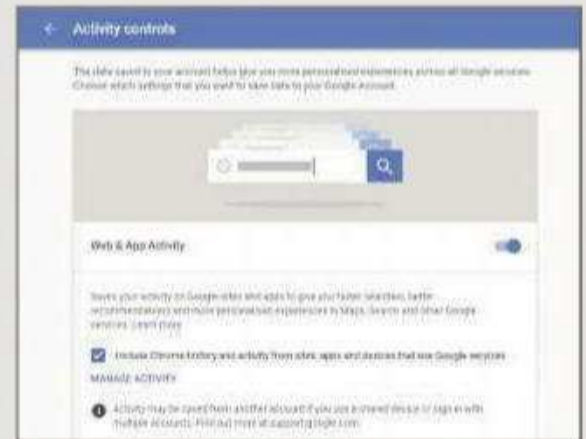 Activity controls
The data saved in your account helps give you more personalised experiences across all Google services.
Choose which settings that you want to save data to your Google Account.
Web & App Activity
Saves your activity on Google sites and apps to give you faster searches, better
recommendations and more personalised experiences in Maps, Search and other Google
services. Learn more
Include Chrome history and activity from sites, apps and devices that use Google services
MANAGE ACTIVITY
Activity may be saved from another account if you use a shared device or sign in with
multiple accounts. Find out more at support.google.com